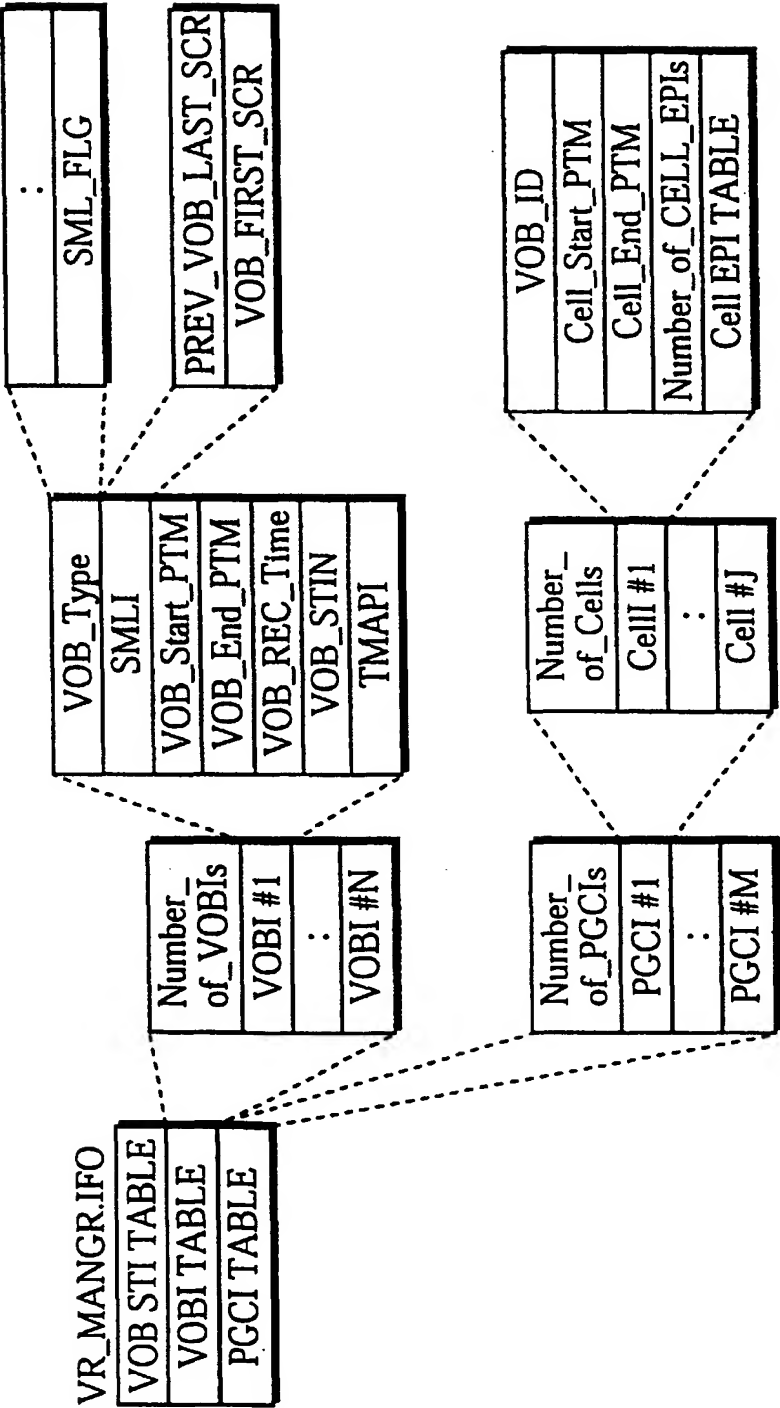 VR_MANGR.IFO
VOB STI TABLE
VOBI TABLE
PGCI TABLE
Number_
of_VOBIs
VOBI #1
:
VOBI #N
VOB_Type
SMLI
VOB_Start_PTM
VOB_End_PTM
VOB_REC_Time
VOB_STIN
TMAPI
:
SML_FLG
PREV_VOB_LAST_SCR
VOB_FIRST_SCR
Number_
of_PGCIs
PGCI #1
:
PGCI #M
Number_
of_Cells
CellI #1
:
Cell #J
VOB_ID
Cell_Start_PTM
Cell_End_PTM
Number_of_CELL_EPIs
Cell EPI TABLE